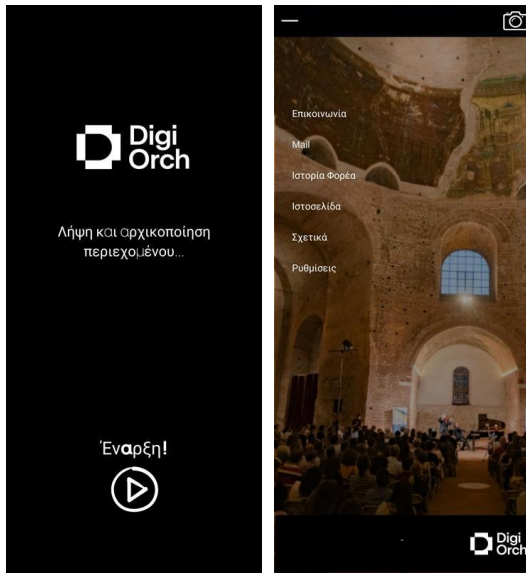 Digi
Orch
Λήψη και αρχικοποίηση
περιεχομένου...
Έναρξη!
Επικοινωνία
Mail
Ιστορία Φορέα
Ιστοσελίδα
Σχετικά
Ρυθμίσεις
Digi
Orch